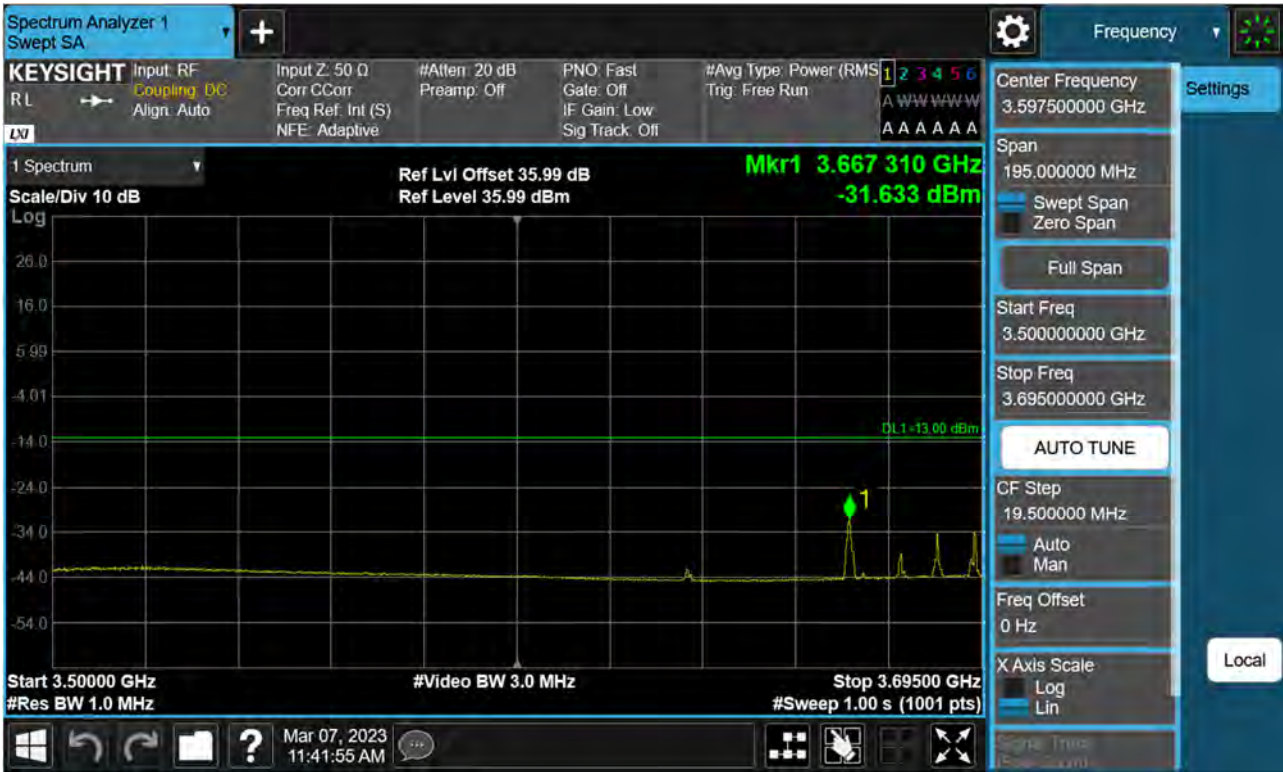 Spectrum Analyzer 1
Swept SA
Frequency
KEYSIGHT
R L
LXI
Input: RF
Coupling: DC
Align: Auto
Input Z: 50 Ω
Corr CCorr
Freq Ref: Int (S)
NFE: Adaptive
#Atten: 20 dB
Preamp: Off
PNO: Fast
Gate: Off
IF Gain: Low
Sig Track: Off
#Avg Type: Power (RMS
Trig: Free Run
1 2 3 4 5 6
A W W W W W
A A A A A A
1 Spectrum
Scale/Div 10 dB
Ref Lvl Offset 35.99 dB
Ref Level 35.99 dBm
Mkr1 3.667 310 GHz
-31.633 dBm
Log
26.0
16.0
5.99
-4.01
-14.0
-24.0
-34.0
-44.0
-54.0
DL1 -13.00 dBm
1
Start 3.50000 GHz
#Res BW 1.0 MHz
#Video BW 3.0 MHz
Stop 3.69500 GHz
#Sweep 1.00 s (1001 pts)
Center Frequency
3.597500000 GHz
Settings
Span
195.000000 MHz
Swept Span
Zero Span
Full Span
Start Freq
3.500000000 GHz
Stop Freq
3.695000000 GHz
AUTO TUNE
CF Step
19.500000 MHz
Auto
Man
Freq Offset
0 Hz
X Axis Scale
Log
Lin
Local
Signal Track
?
Mar 07, 2023
11:41:55 AM